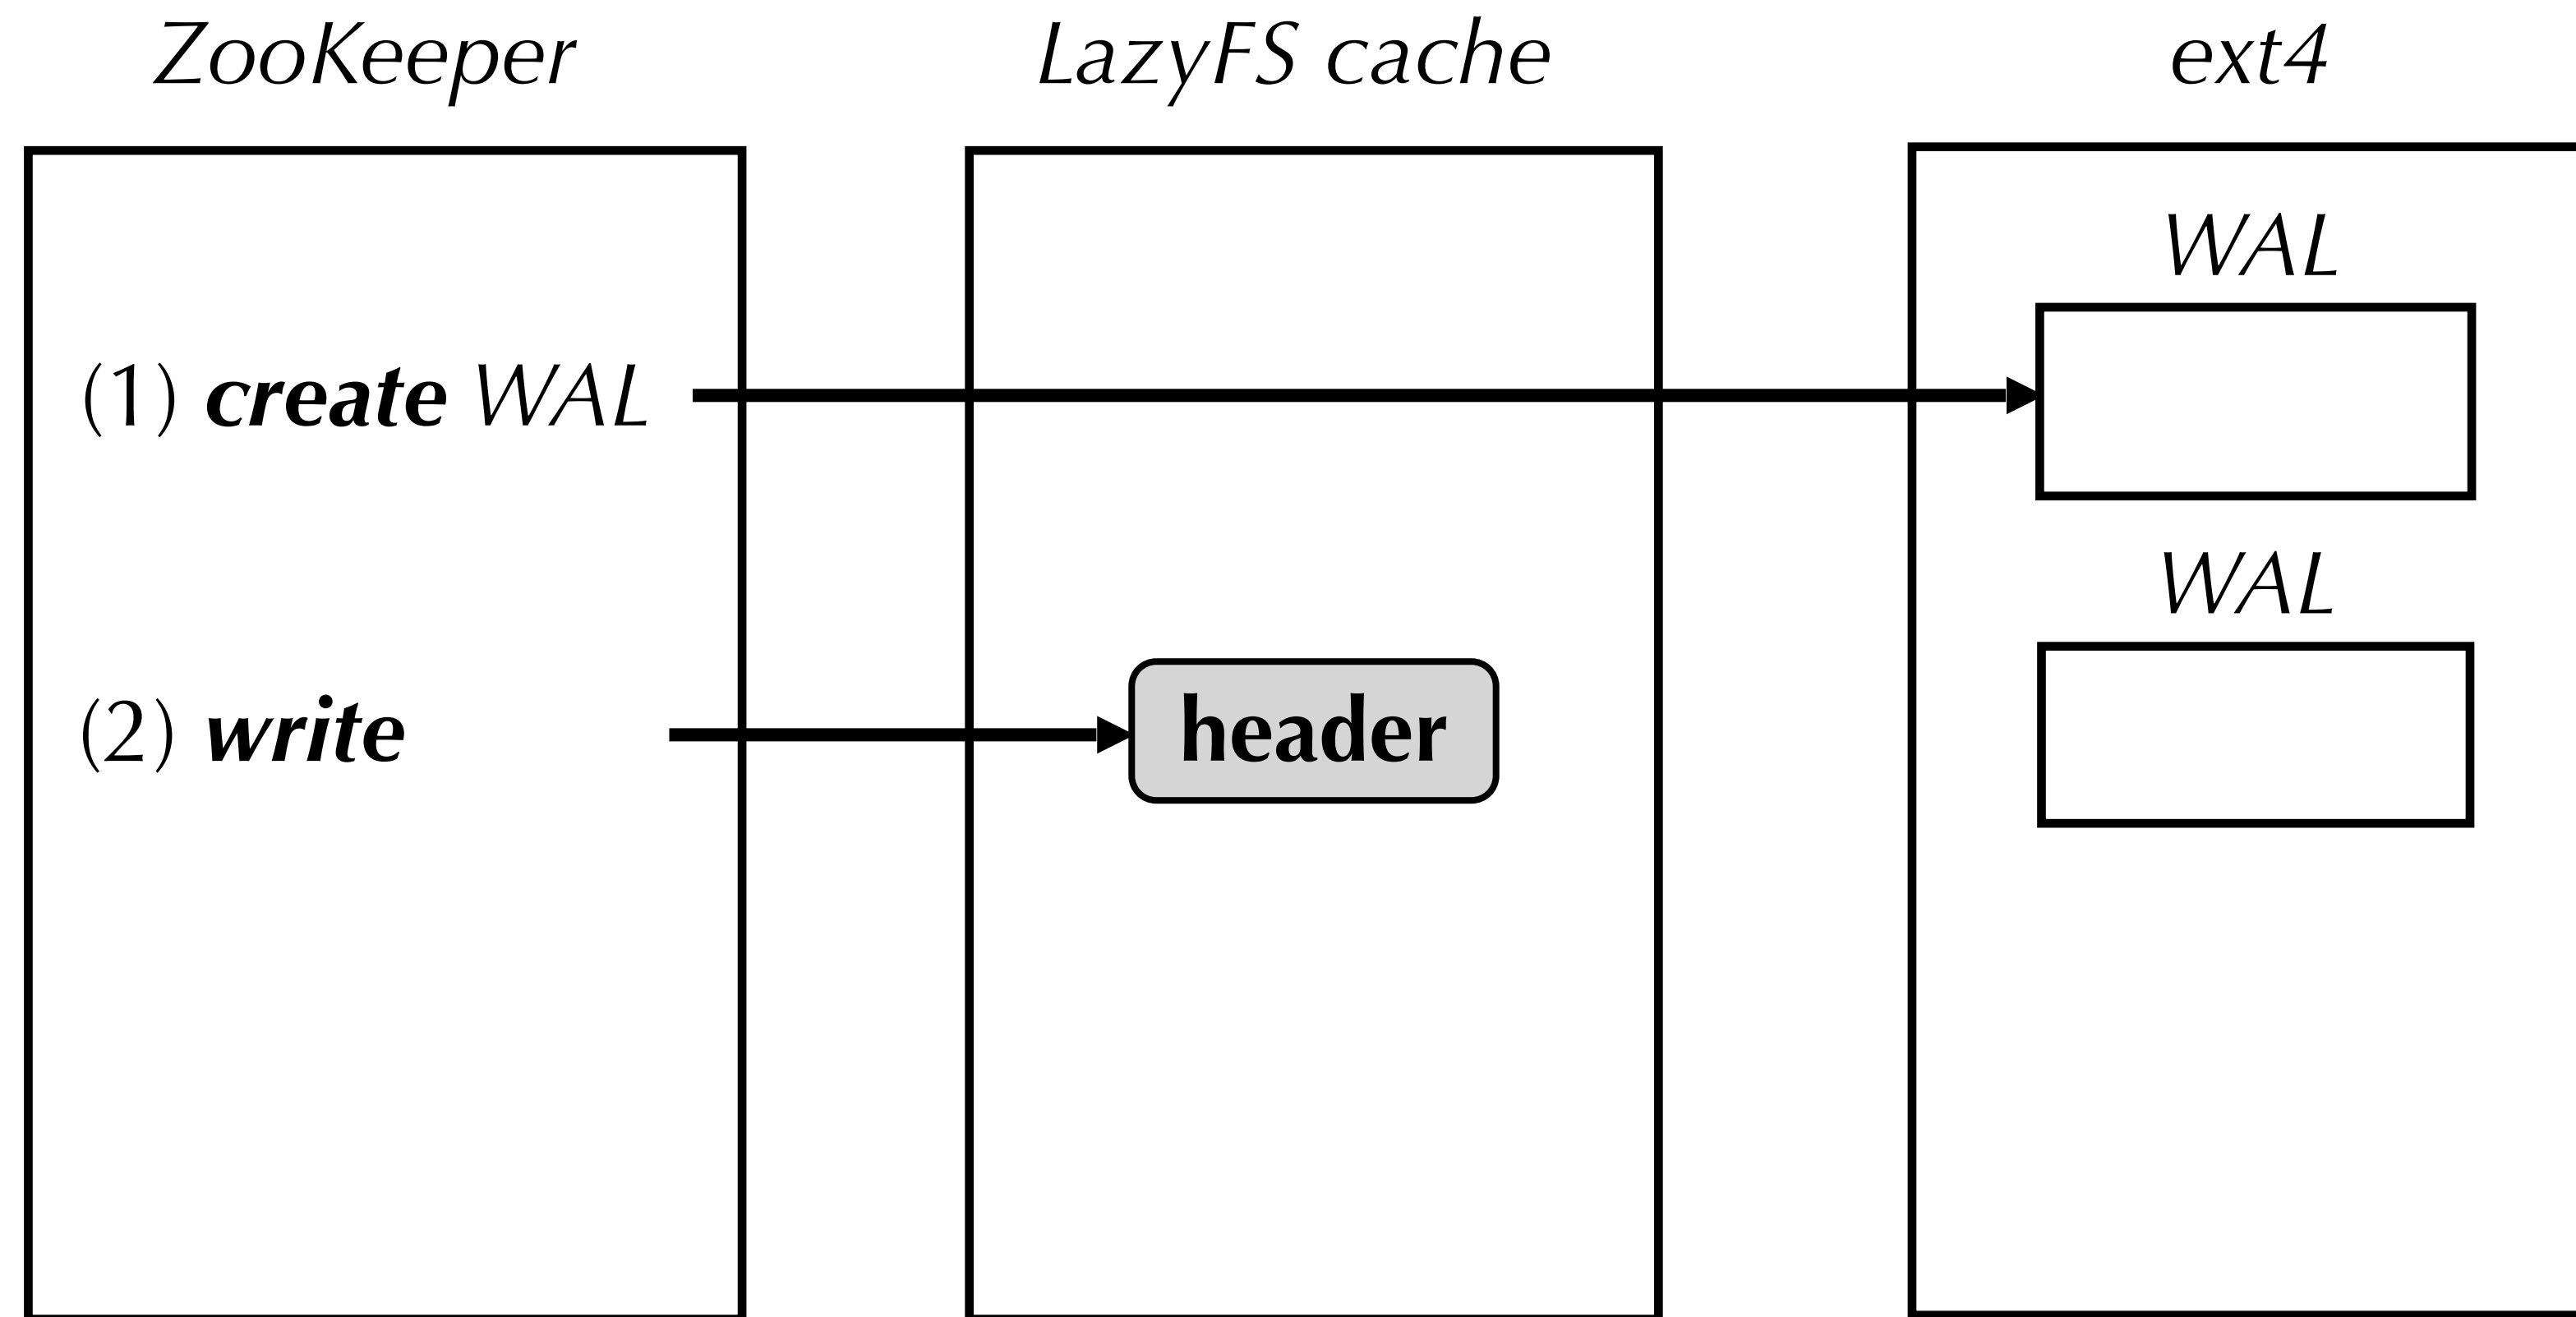 ZooKeeper
LazyFS cache
ext4
WAL
(1) create WAL
WAL
(2) write
header